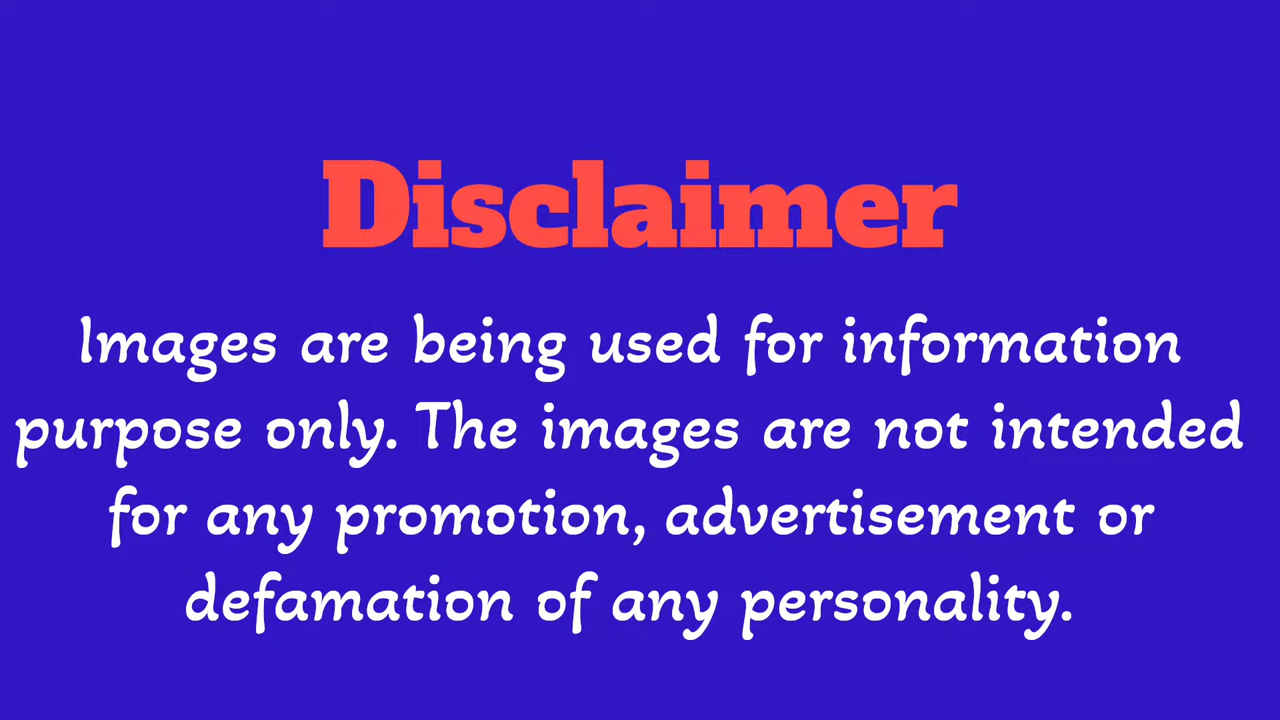 Disclaimer
Images are being used for information
purpose only. The images are not intended
for any promotion, advertisement or
defamation of any personality.